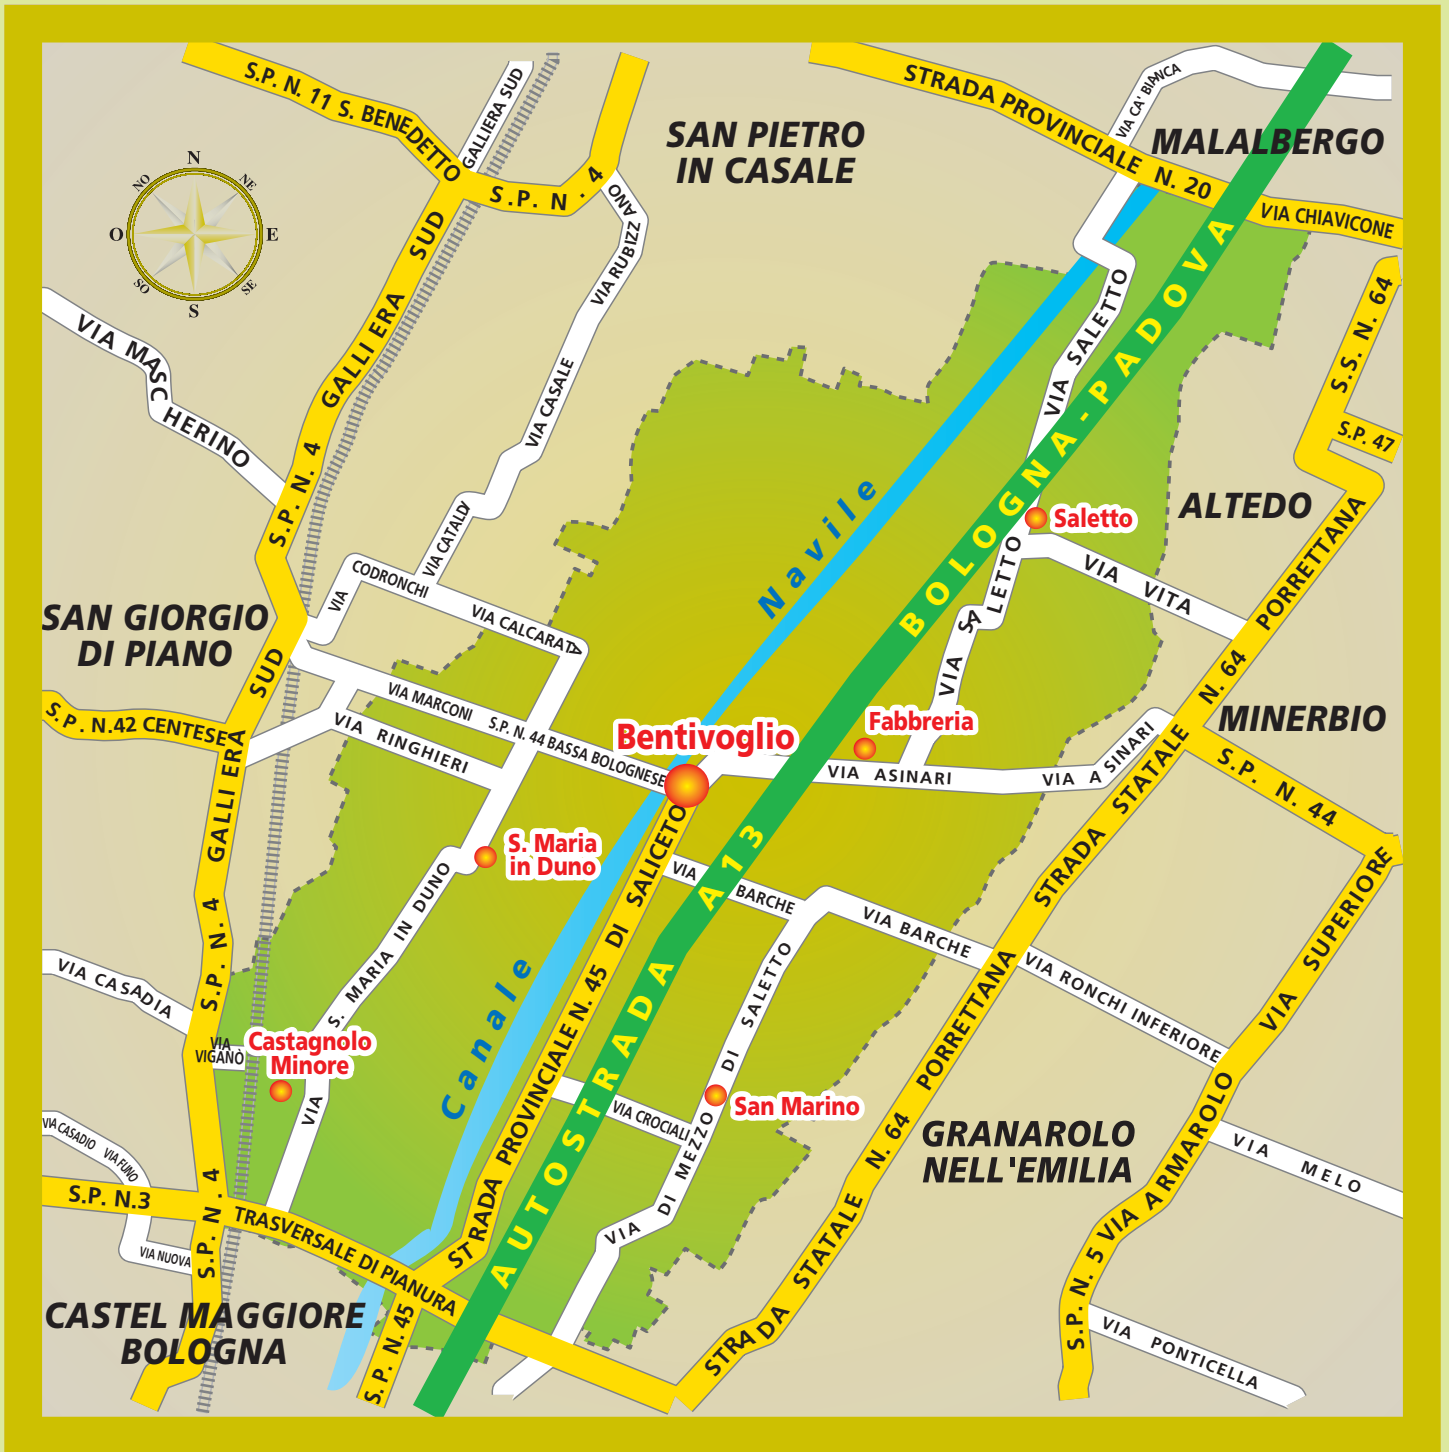 S.P. N. 11 S. BENEDETTO
GALLIERA SUD
S.P. N. 4
SAN PIETRO
IN CASALE
STRADA PROVINCIALE N. 20
VIA CA' BIANCA
MALALBERGO
VIA CHIAVICONE
N
NO
NE
O
E
SO
SE
S
VIA RUBIZZANO
VIA MASCHERINO
S.P. N. 4 GALLIERA SUD
VIA CASALE
VIA CATALDI
VIA SALETTO
S.S. N. 64
S.P. 47
ALTEDO
Saletto
VIA VITA
VIA SALETTO
Navile
AUTOSTRADA A13 BOLOGNA - PADOVA
SAN GIORGIO
DI PIANO
VIA CODRONCHI
VIA CALCARATA
S.P. N.42 CENTESE
VIA MARCONI S.P. N. 44 BASSA BOLOGNESE
VIA RINGHIERI
Bentivoglio
Fabbreria
VIA ASINARI
VIA ASINARI
MINERBIO
S.P. N. 44
STRADA STATALE N. 64 PORRETTANA
S.P. N. 4 GALLIERA SUD
S. Maria
in Duno
VIA S. MARIA IN DUNO
VIA BARCHE
VIA BARCHE
VIA RONCHI INFERIORE
VIA CASADIA
VIA
VIGANÒ
Castagnolo
Minore
Canale
STRADA PROVINCIALE N. 45 DI SALICETO
VIA CROCIALI
San Marino
VIA DI MEZZO DI SALETTO
STRADA STATALE N. 64 PORRETTANA
GRANAROLO
NELL'EMILIA
S.P. N. 5 VIA ARMAROLO VIA SUPERIORE
VIA MELO
VIA PONTICELLA
VIA CASADIO
VIA FUNO
S.P. N.3
S.P. N. 4
VIA NUOVA
TRASVERSALE DI PIANURA
S.P. N. 45
CASTEL MAGGIORE
BOLOGNA